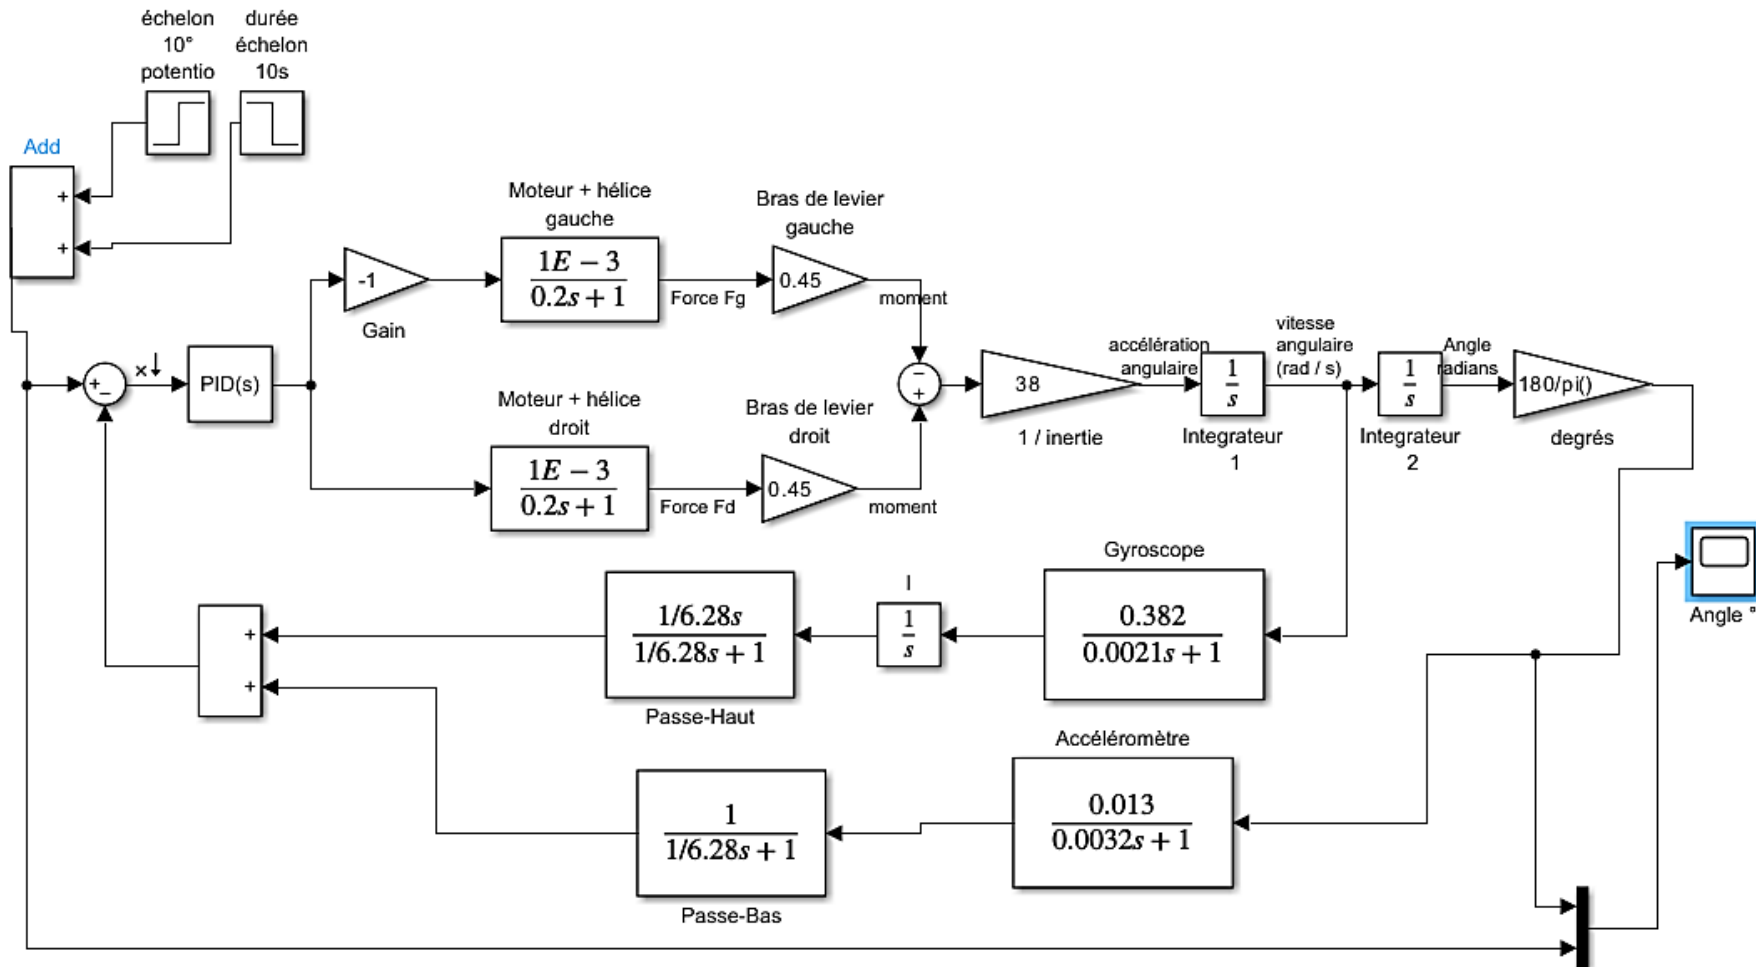 échelon
10°
potentio
durée
échelon
10s
Add
+
+
Moteur + hélice
gauche
1E − 3
0.2s + 1
Bras de levier
gauche
-1
Gain
Force Fg
0.45
moment
+
−
×
PID(s)
Moteur + hélice
droit
1E − 3
0.2s + 1
Force Fd
Bras de levier
droit
0.45
moment
−
+
38
1 / inertie
accélération
angulaire
1
s
Integrateur
1
vitesse
angulaire
(rad / s)
1
s
Integrateur
2
Angle
radians
180/pi()
degrés
Angle °
Gyroscope
0.382
0.0021s + 1
I
1
s
1/6.28s
1/6.28s + 1
Passe-Haut
+
+
Accéléromètre
0.013
0.0032s + 1
1
1/6.28s + 1
Passe-Bas